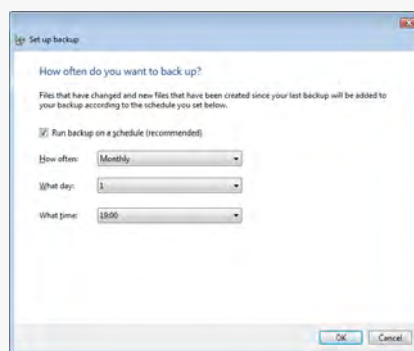 Set up backup
How often do you want to back up?
Files that have changed and new files that have been created since your last backup will be added to
your backup according to the schedule you set below.
Run backup on a schedule (recommended)
How often: Monthly
What day: 1
What time: 19:00
OK Cancel